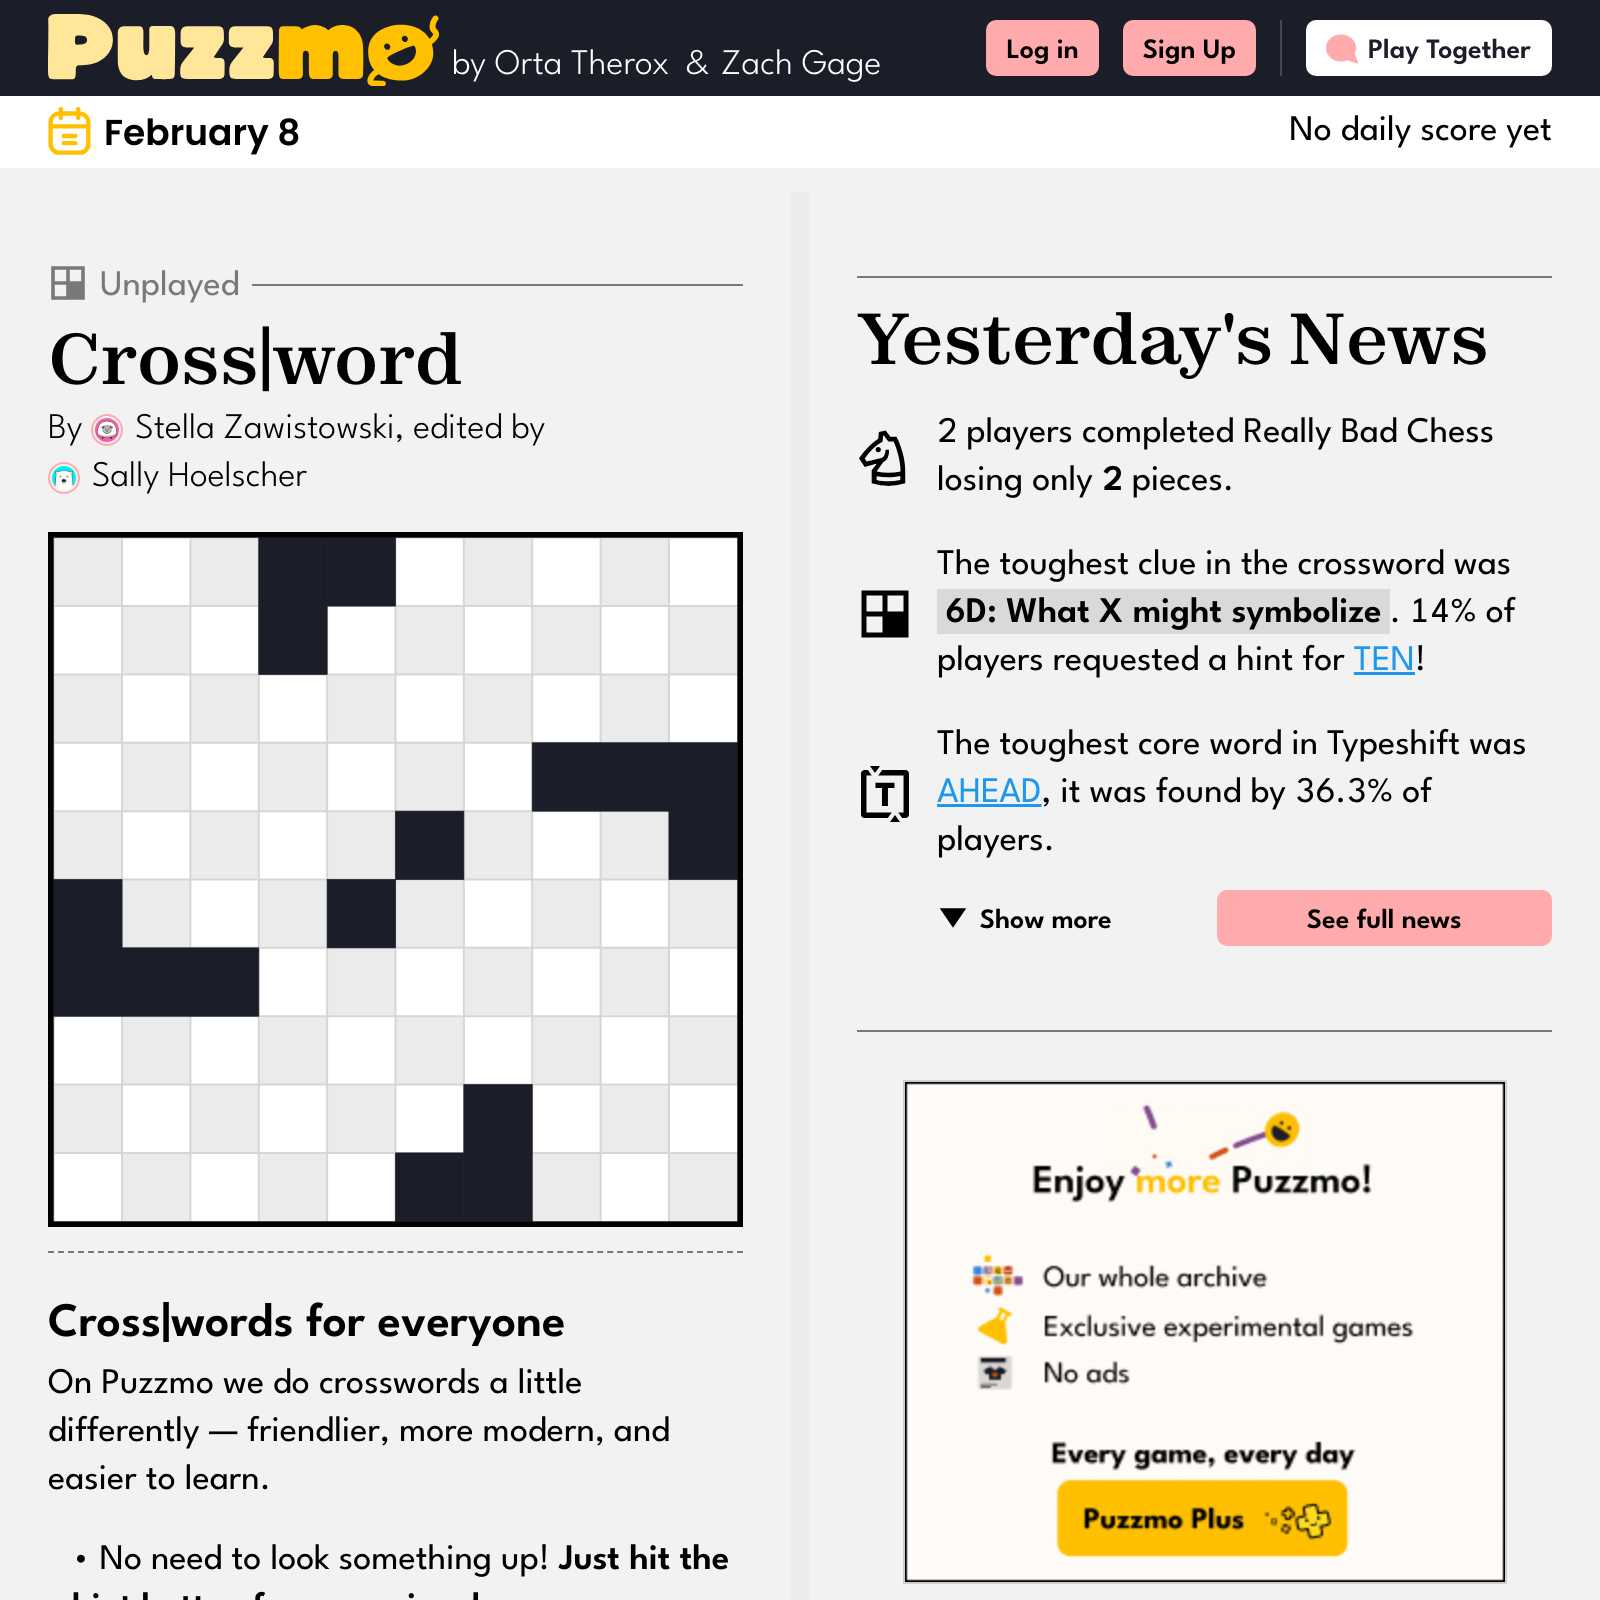 Puzzmo by Orta Therox & Zach Gage
Log in
Sign Up
Play Together
February 8
No daily score yet
Unplayed
Cross|word
By Stella Zawistowski, edited by
Sally Hoelscher
Cross|words for everyone
On Puzzmo we do crosswords a little
differently — friendlier, more modern, and
easier to learn.
• No need to look something up! Just hit the
Yesterday's News
2 players completed Really Bad Chess
losing only 2 pieces.
The toughest clue in the crossword was
6D: What X might symbolize. 14% of
players requested a hint for TEN!
T
The toughest core word in Typeshift was
AHEAD, it was found by 36.3% of
players.
Show more
See full news
Enjoy more Puzzmo!
Our whole archive
Exclusive experimental games
No ads
Every game, every day
Puzzmo Plus